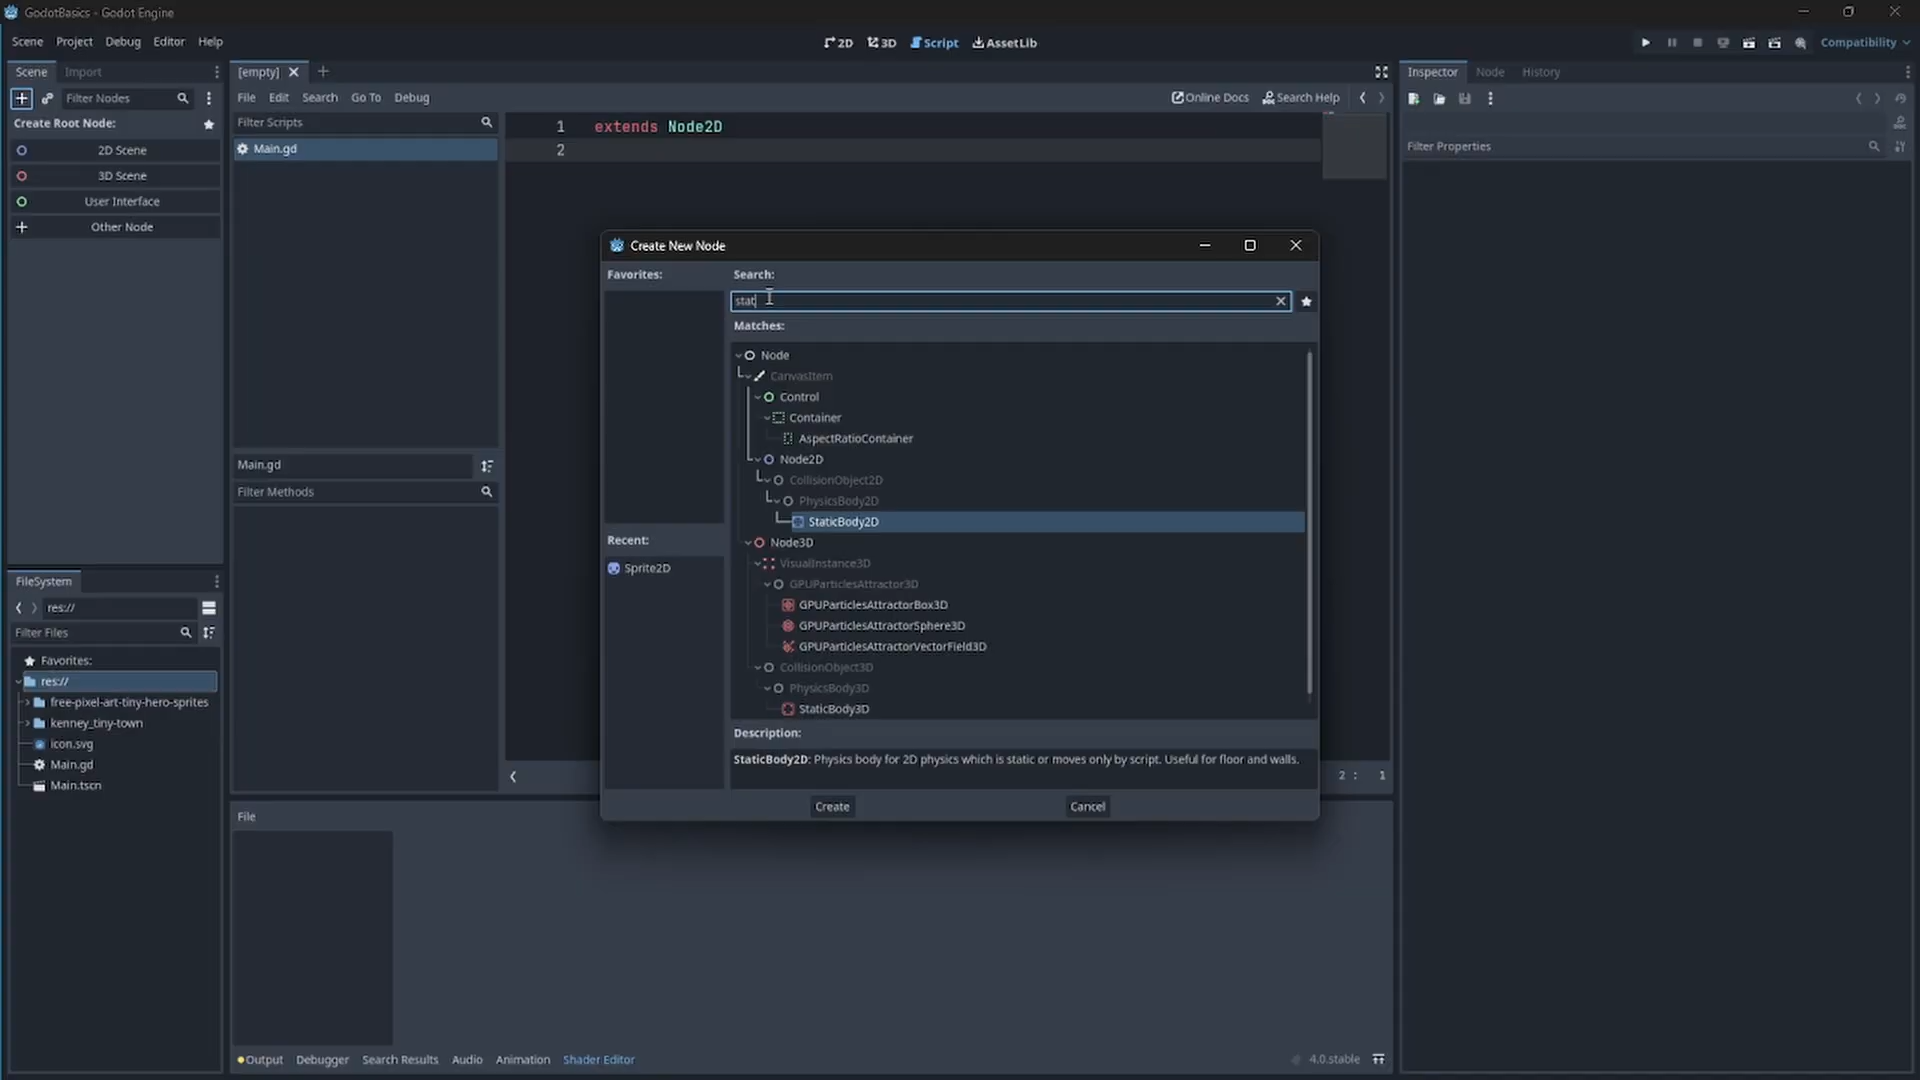 GodotBasics - Godot Engine
Scene Project Debug Editor Help
2D 3D Script AssetLib
Compatibility
Scene Import
Filter Nodes
Create Root Node:
2D Scene
3D Scene
User Interface
Other Node
[empty]
File Edit Search Go To Debug
Online Docs Search Help
Filter Scripts
Main.gd
Main.gd
Filter Methods
1 extends Node2D
2
2 : 1
Inspector Node History
Filter Properties
Create New Node
Favorites:
Search:
stat
Matches:
Node
CanvasItem
Control
Container
AspectRatioContainer
Node2D
CollisionObject2D
PhysicsBody2D
StaticBody2D
Node3D
VisualInstance3D
GPUParticlesAttractor3D
GPUParticlesAttractorBox3D
GPUParticlesAttractorSphere3D
GPUParticlesAttractorVectorField3D
CollisionObject3D
PhysicsBody3D
StaticBody3D
Recent:
Sprite2D
Description:
StaticBody2D: Physics body for 2D physics which is static or moves only by script. Useful for floor and walls.
Create Cancel
FileSystem
res://
Filter Files
Favorites:
res://
free-pixel-art-tiny-hero-sprites
kenney_tiny-town
icon.svg
Main.gd
Main.tscn
File
Output Debugger Search Results Audio Animation Shader Editor
4.0.stable